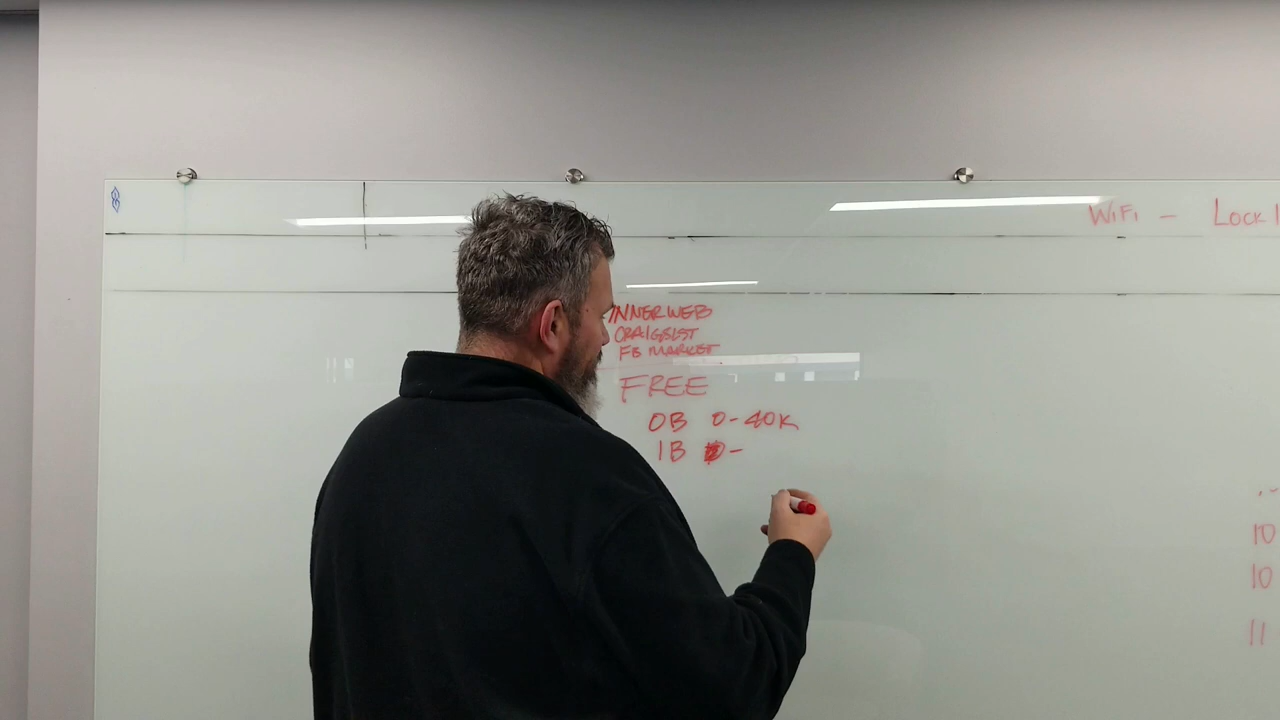 WiFi - Lock
INNERWEB
CRAIGSLIST
FB MARKET
FREE
0B 0-40K
1B -
10
10
11